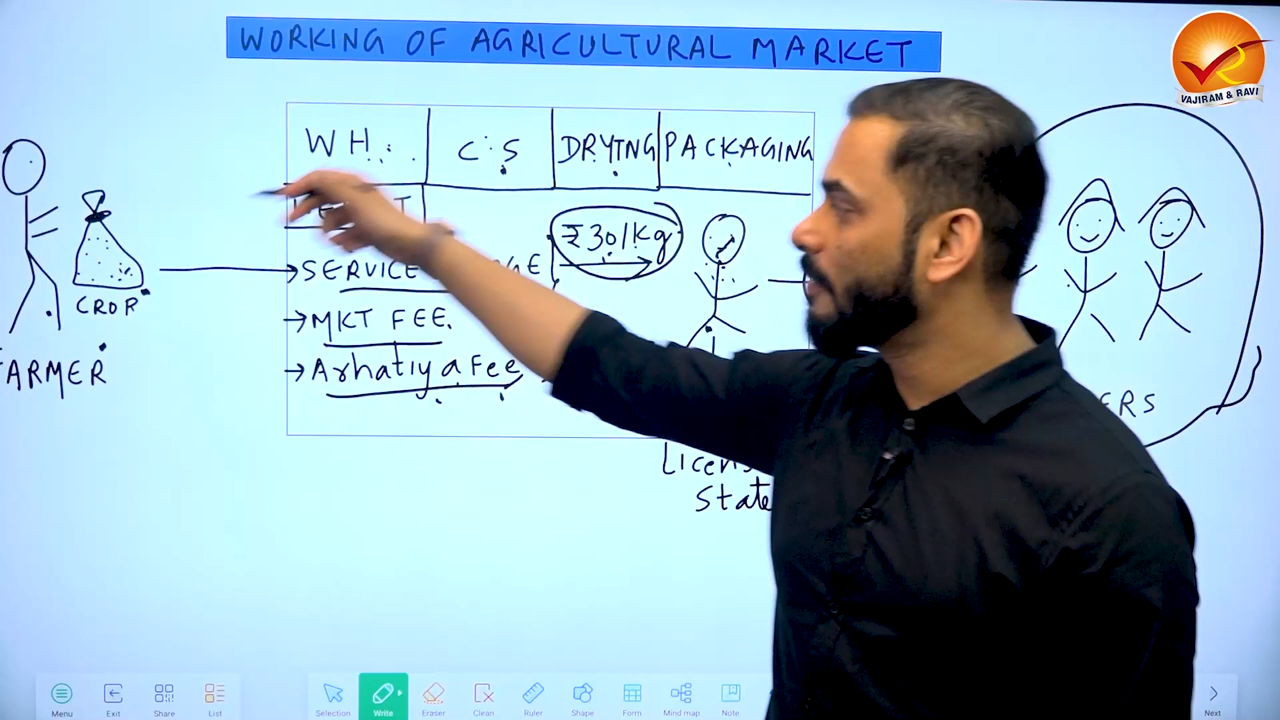 WORKING OF AGRICULTURAL MARKET
VAJIRAM & RAVI
WH.
C.S
DRYING
PACKAGING
₹30/kg
SERVICE
MKT FEE.
Arhatiya Fee
CROP
FARMER
State
Menu
Exit
Share
List
Selection
Write
Eraser
Clean
Ruler
Shape
Form
Mind map
Note
Next